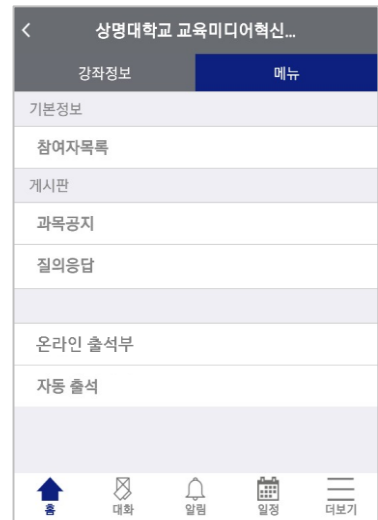 상명대학교 교육미디어혁신...
강좌정보 메뉴
기본정보
참여자목록
게시판
과목공지
질의응답
온라인 출석부
자동 출석
홈 대화 알림 일정 더보기